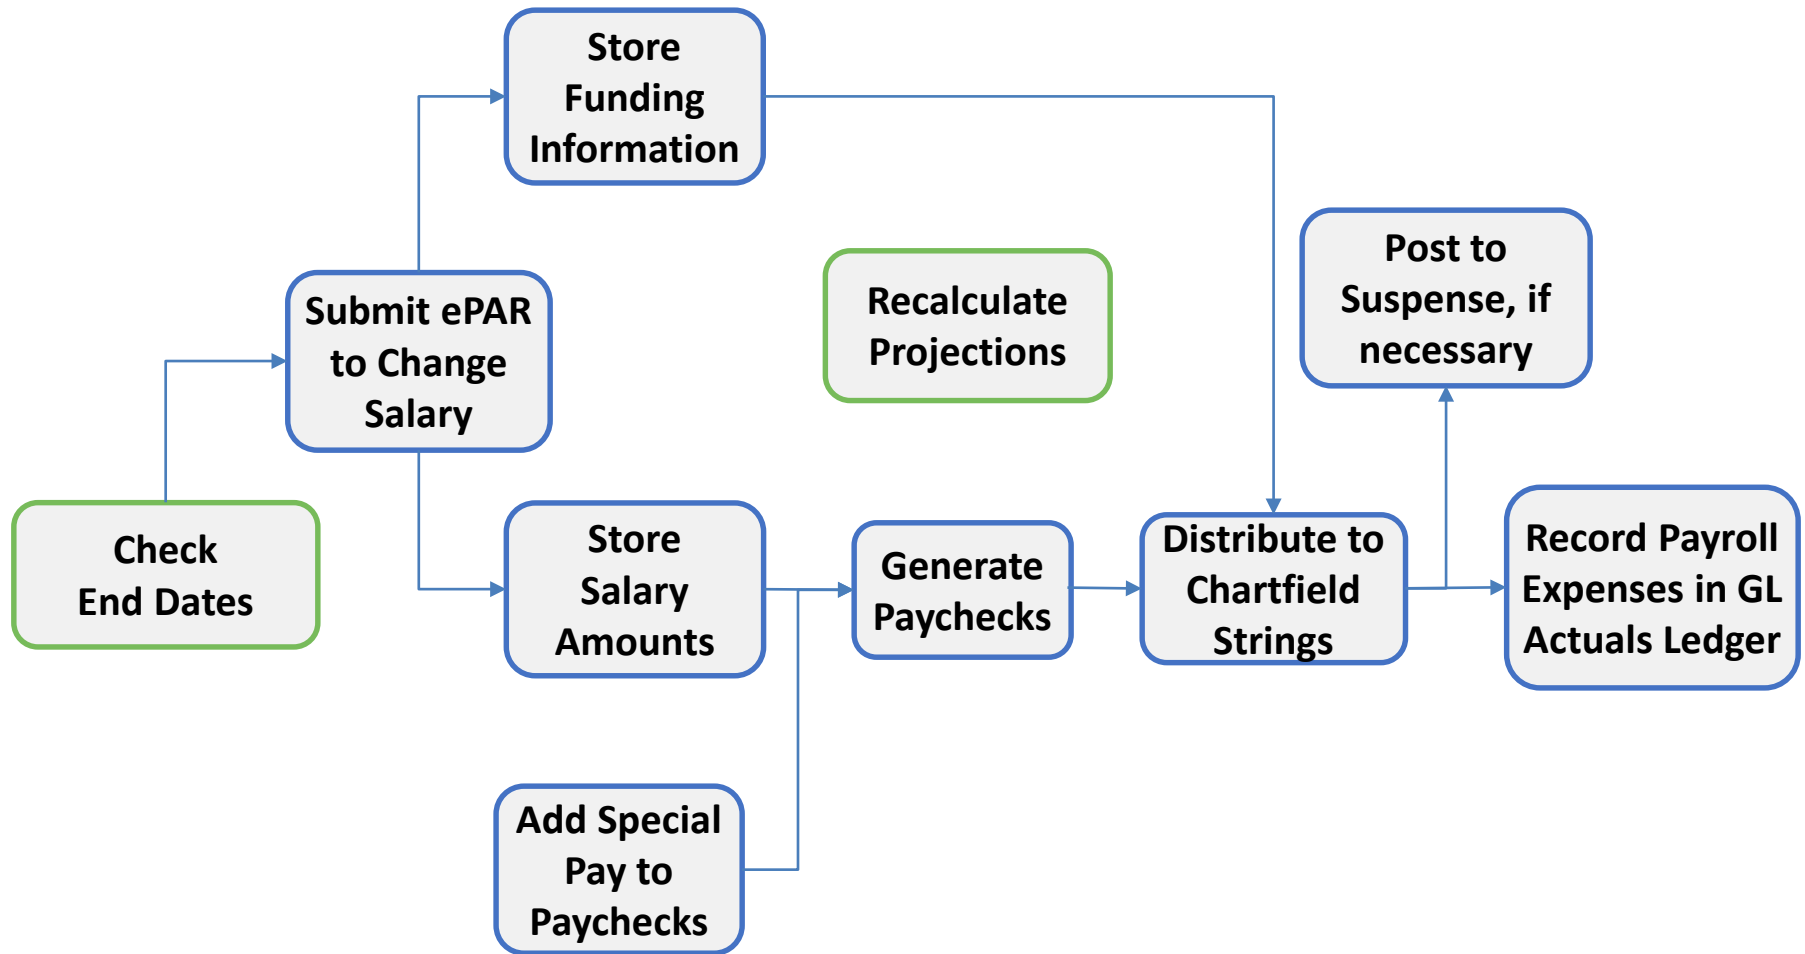 Store
Funding
Information
Submit ePAR
to Change
Salary
Recalculate
Projections
Post to
Suspense, if
necessary
Check
End Dates
Store
Salary
Amounts
Generate
Paychecks
Distribute to
Chartfield
Strings
Record Payroll
Expenses in GL
Actuals Ledger
Add Special
Pay to
Paychecks